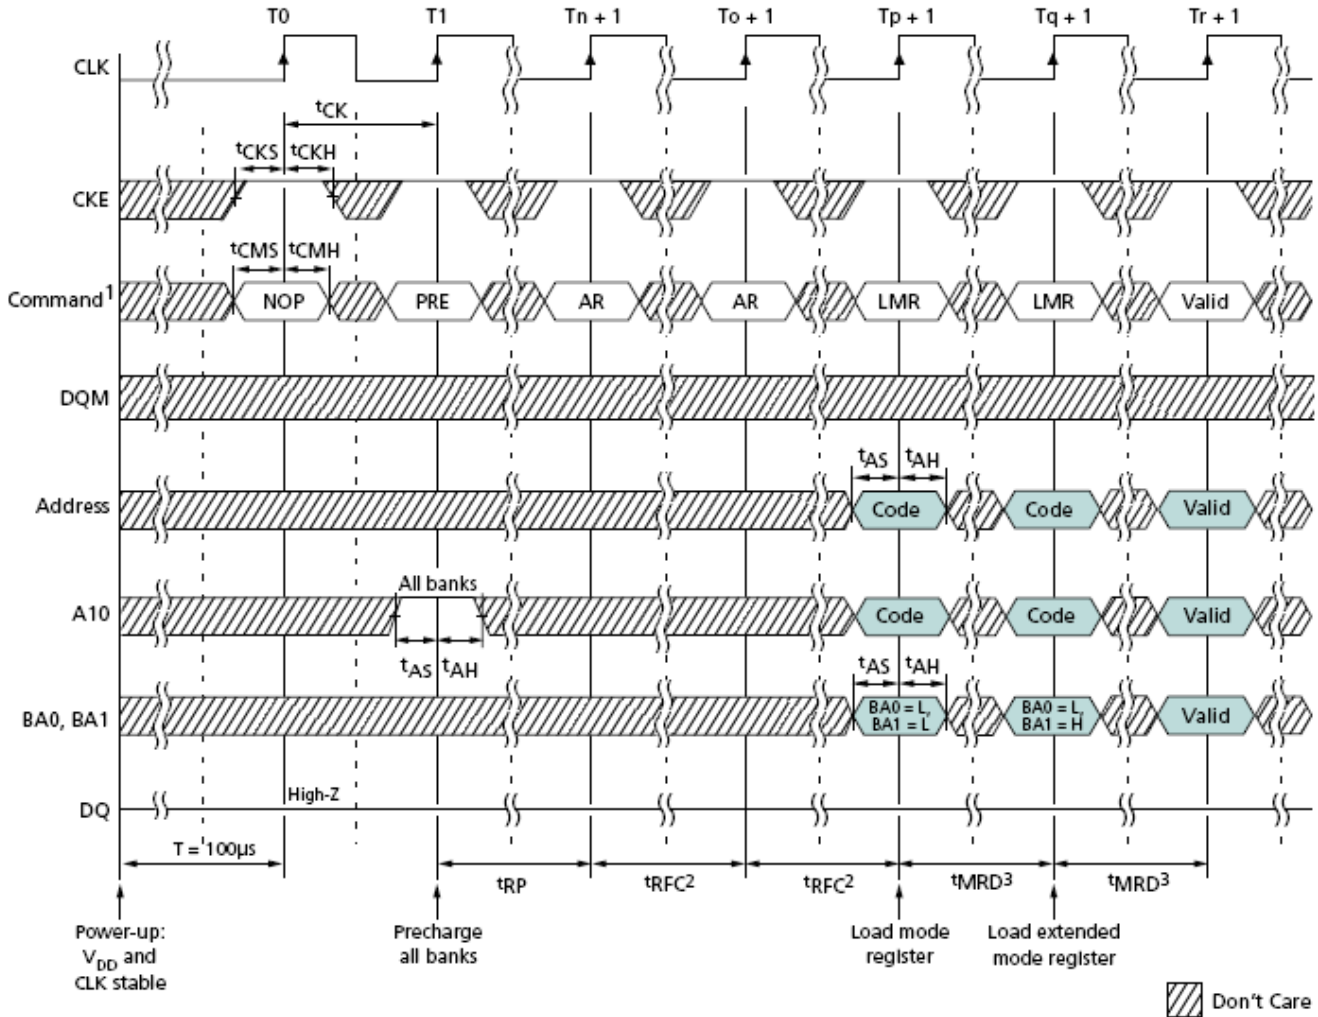 T0 T1 Tn + 1 To + 1 Tp + 1 Tq + 1 Tr + 1
CLK
tCK
tCKS tCKH
CKE
tCMS tCMH
Command1 NOP PRE AR AR LMR LMR Valid
DQM
tAS tAH
Address Code Code Valid
All banks
A10 Code Code Valid
tAS tAH tAS tAH
BA0, BA1 BA0 = L, BA1 = L BA0 = L, BA1 = H Valid
High-Z
DQ
T = 100µs
tRP tRFC2 tRFC2 tMRD3 tMRD3
Power-up:
VDD and
CLK stable
Precharge
all banks
Load mode
register
Load extended
mode register
Don't Care